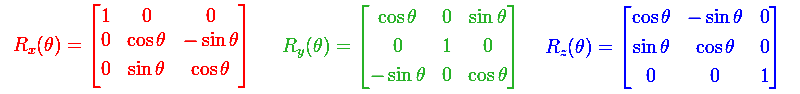 R_x(θ) = [1 0 0; 0 cos θ − sin θ; 0 sin θ cos θ]
R_y(θ) = [cos θ 0 sin θ; 0 1 0; − sin θ 0 cos θ]
R_z(θ) = [cos θ − sin θ 0; sin θ cos θ 0; 0 0 1]